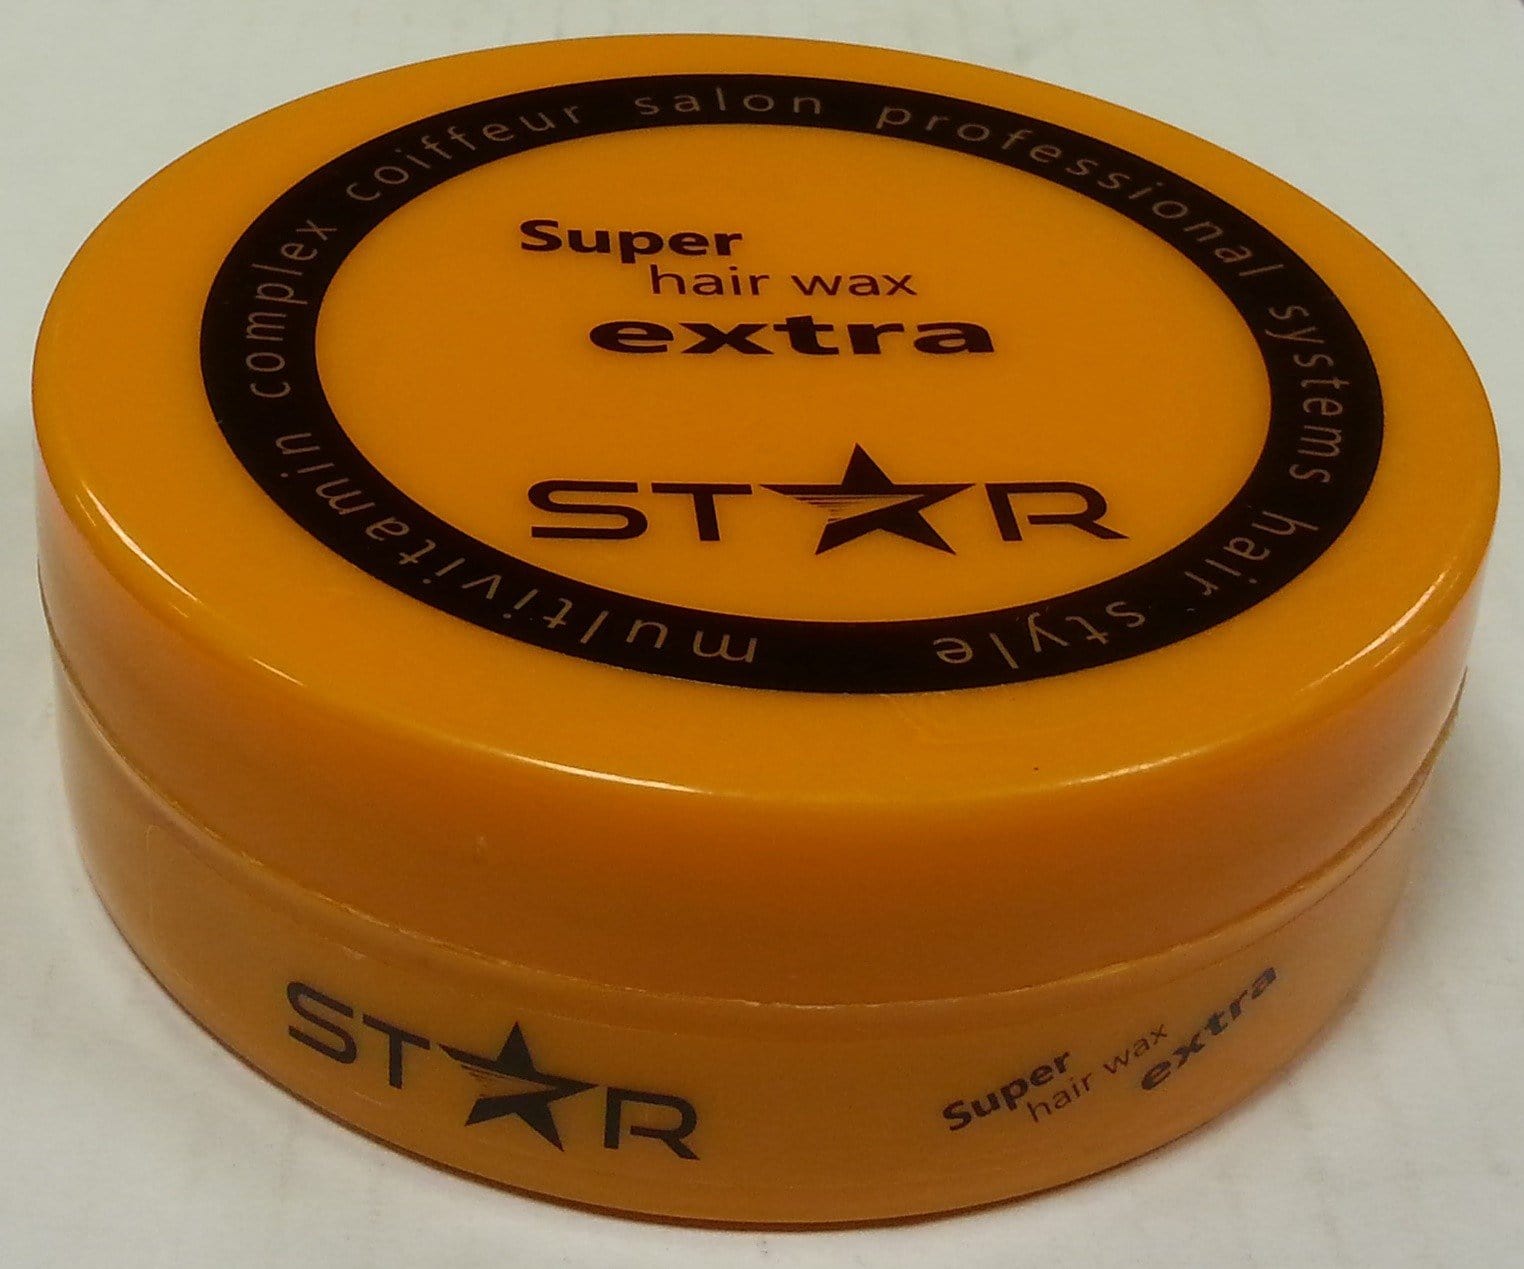 multivitamin complex coiffeur salon professional systems hair style
Super
hair wax
extra
STAR
STAR
Super
hair wax
extra